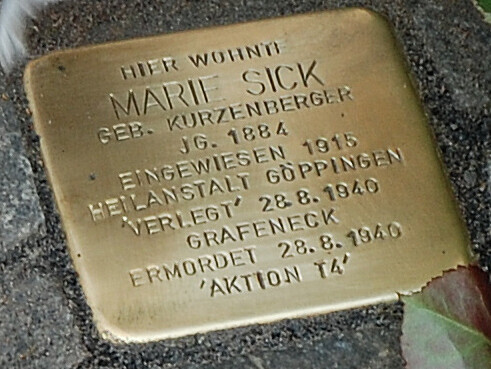 HIER WOHNTE
MARIE SICK
GEB. KURZENBERGER
JG. 1884
EINGEWIESEN 1915
HEILANSTALT GÖPPINGEN
'VERLEGT' 28.8.1940
GRAFENECK
ERMORDET 28.8.1940
'AKTION T4'